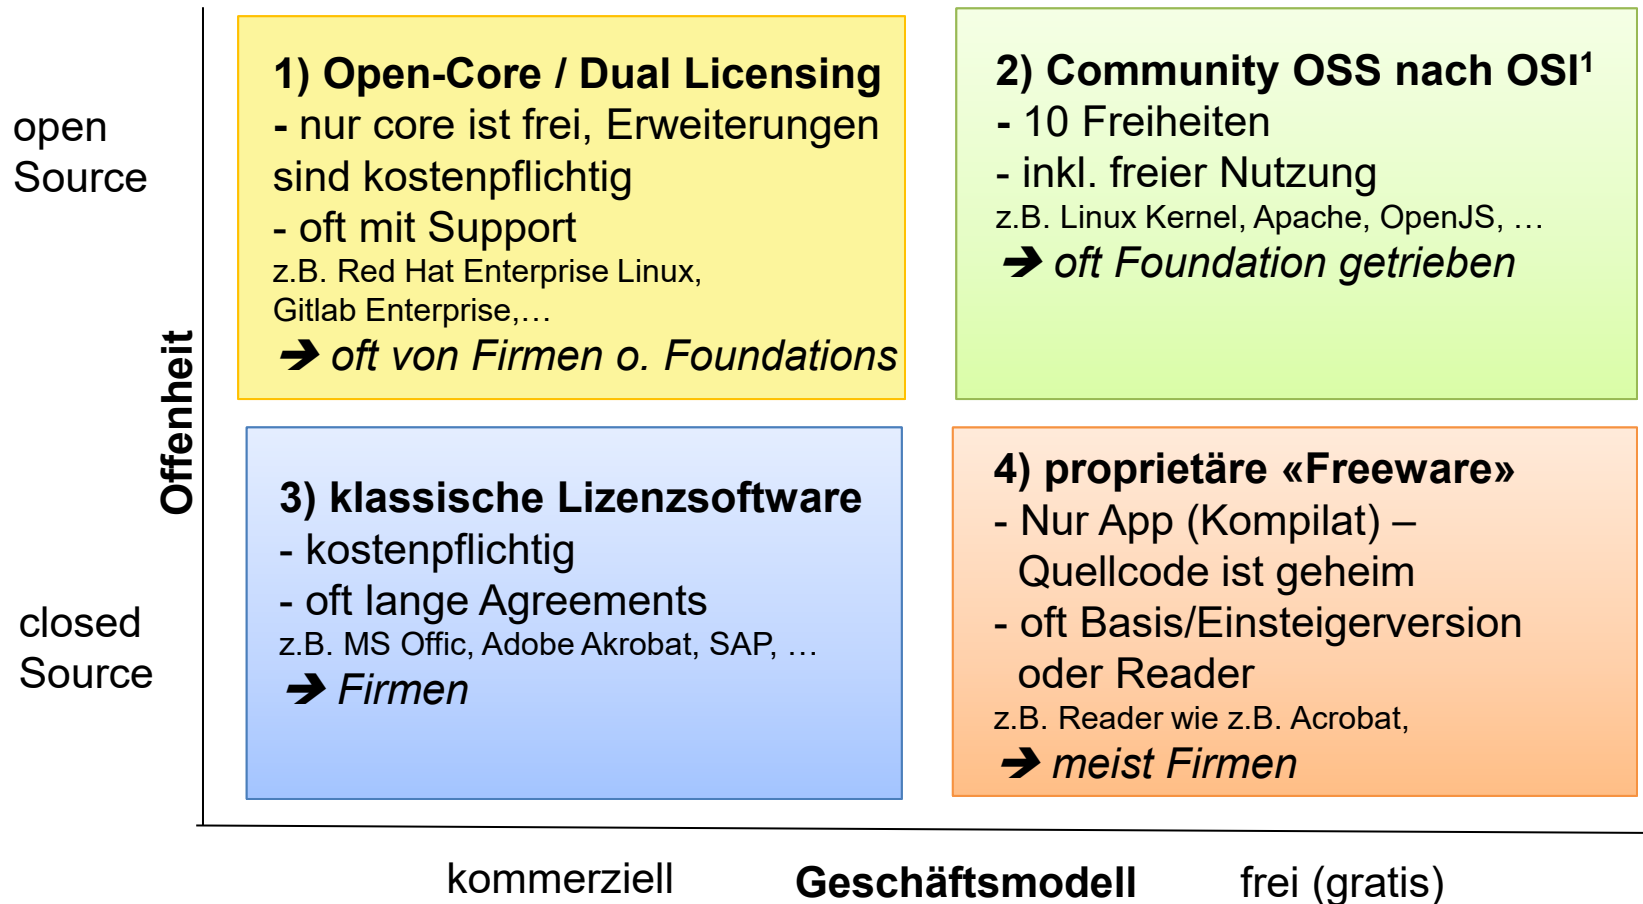 open
Source
1) Open-Core / Dual Licensing
- nur core ist frei, Erweiterungen
sind kostenpflichtig
- oft mit Support
z.B. Red Hat Enterprise Linux,
Gitlab Enterprise,…
➔ oft von Firmen o. Foundations
2) Community OSS nach OSI¹
- 10 Freiheiten
- inkl. freier Nutzung
z.B. Linux Kernel, Apache, OpenJS, …
➔ oft Foundation getrieben
Offenheit
closed
Source
3) klassische Lizenzsoftware
- kostenpflichtig
- oft lange Agreements
z.B. MS Offic, Adobe Akrobat, SAP, …
➔ Firmen
4) proprietäre «Freeware»
- Nur App (Kompilat) –
Quellcode ist geheim
- oft Basis/Einsteigerversion
oder Reader
z.B. Reader wie z.B. Acrobat,
➔ meist Firmen
kommerziell
Geschäftsmodell
frei (gratis)